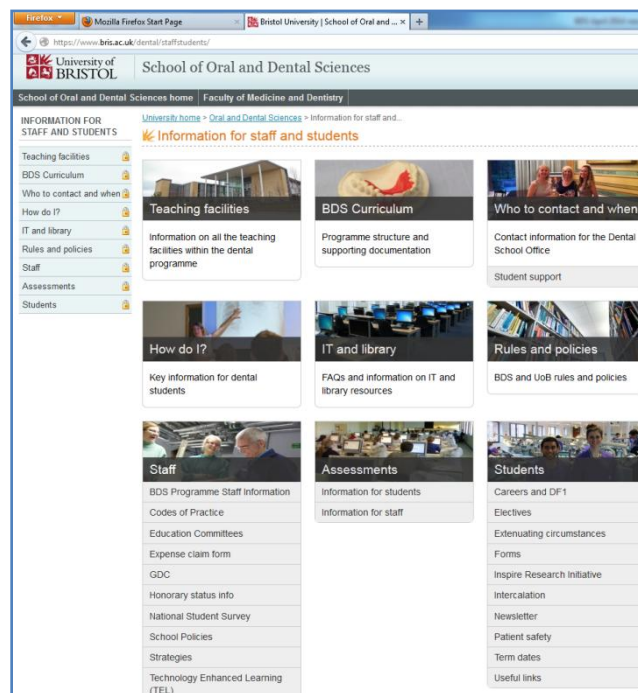 Firefox
Mozilla Firefox Start Page
Bristol University | School of Oral and ...
https://www.bris.ac.uk/dental/staffstudents/
University of
BRISTOL
School of Oral and Dental Sciences
School of Oral and Dental Sciences home
Faculty of Medicine and Dentistry
INFORMATION FOR
STAFF AND STUDENTS
Teaching facilities
BDS Curriculum
Who to contact and when
How do I?
IT and library
Rules and policies
Staff
Assessments
Students
University home > Oral and Dental Sciences > Information for staff and...
Information for staff and students
Teaching facilities
Information on all the teaching
facilities within the dental
programme
BDS Curriculum
Programme structure and
supporting documentation
Who to contact and when
Contact information for the Dental
School Office
Student support
How do I?
Key information for dental
students
IT and library
FAQs and information on IT and
library resources
Rules and policies
BDS and UoB rules and policies
Staff
BDS Programme Staff Information
Codes of Practice
Education Committees
Expense claim form
GDC
Honorary status info
National Student Survey
School Policies
Strategies
Technology Enhanced Learning
(TEL)
Assessments
Information for students
Information for staff
Students
Careers and DF1
Electives
Extenuating circumstances
Forms
Inspire Research Initiative
Intercalation
Newsletter
Patient safety
Term dates
Useful links